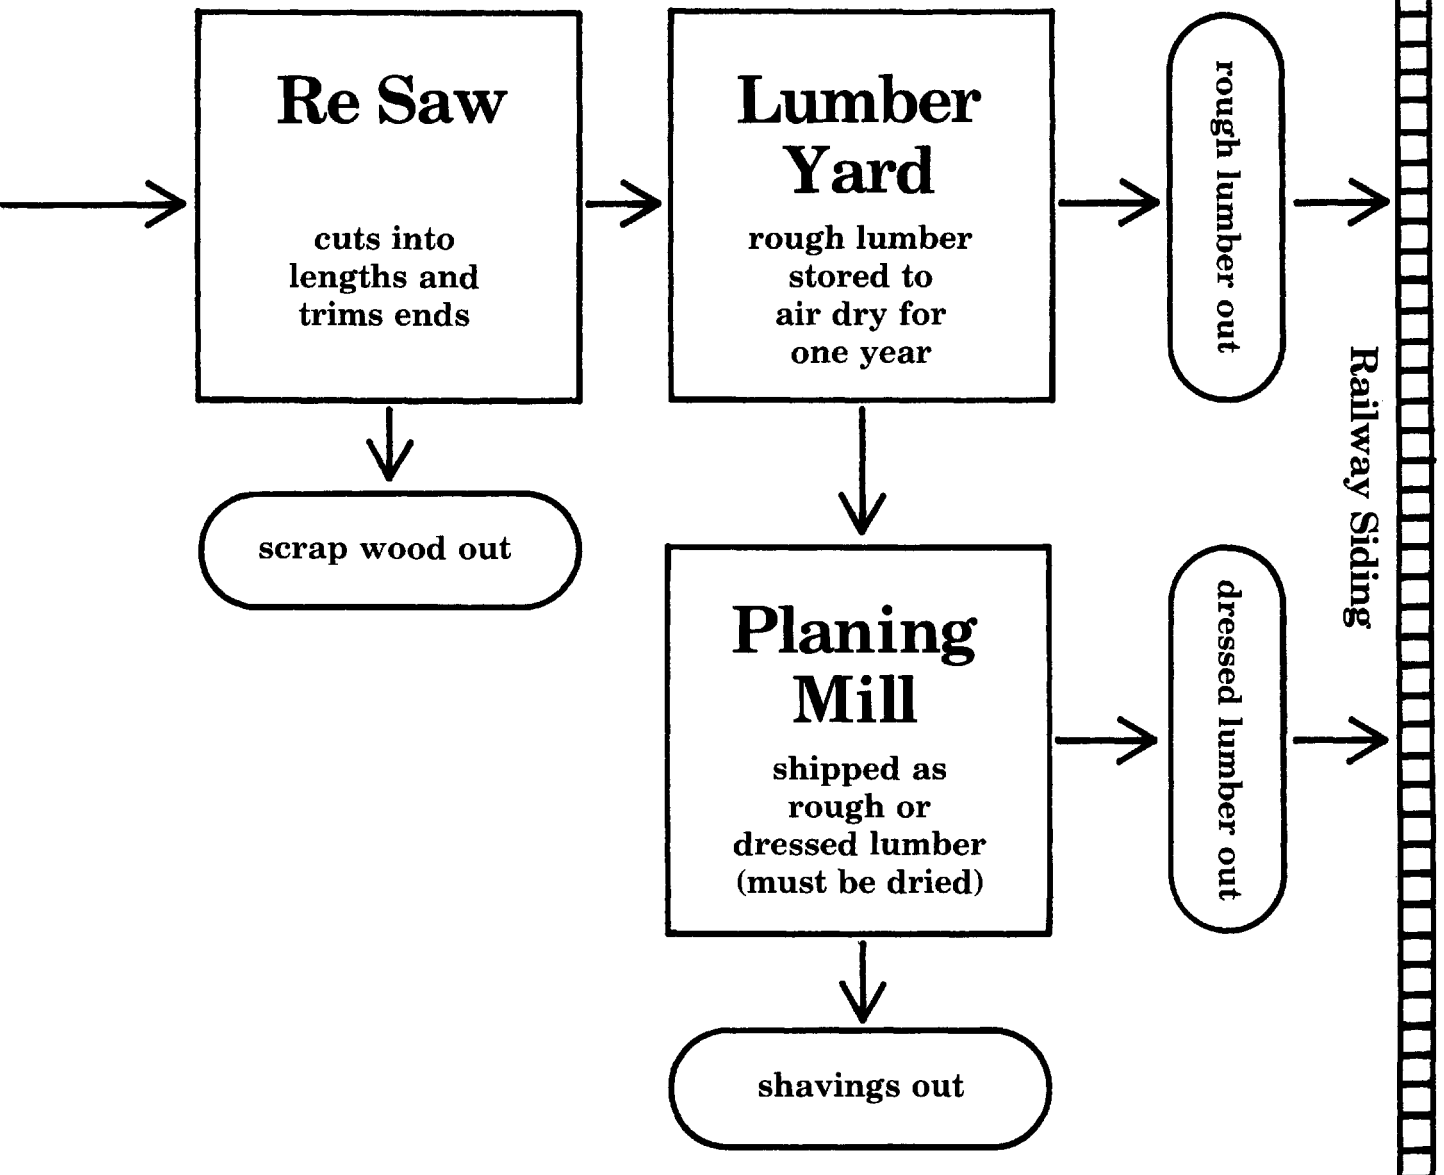 Re Saw
cuts into
lengths and
trims ends
scrap wood out
Lumber
Yard
rough lumber
stored to
air dry for
one year
rough lumber out
Planing
Mill
shipped as
rough or
dressed lumber
(must be dried)
dressed lumber out
shavings out
Railway Siding